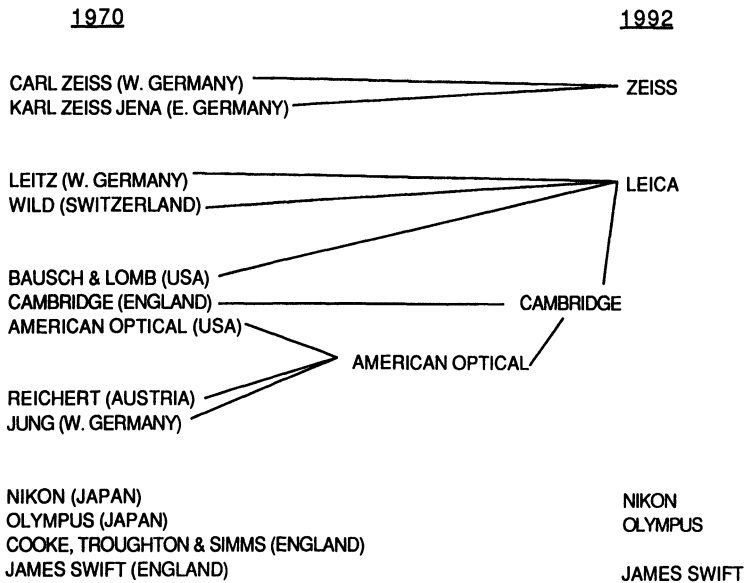 1970 1992
CARL ZEISS (W. GERMANY) ZEISS
KARL ZEISS JENA (E. GERMANY)
LEITZ (W. GERMANY) LEICA
WILD (SWITZERLAND)
BAUSCH & LOMB (USA)
CAMBRIDGE (ENGLAND) CAMBRIDGE
AMERICAN OPTICAL (USA)
AMERICAN OPTICAL
REICHERT (AUSTRIA)
JUNG (W. GERMANY)
NIKON (JAPAN) NIKON
OLYMPUS (JAPAN) OLYMPUS
COOKE, TROUGHTON & SIMMS (ENGLAND)
JAMES SWIFT (ENGLAND) JAMES SWIFT